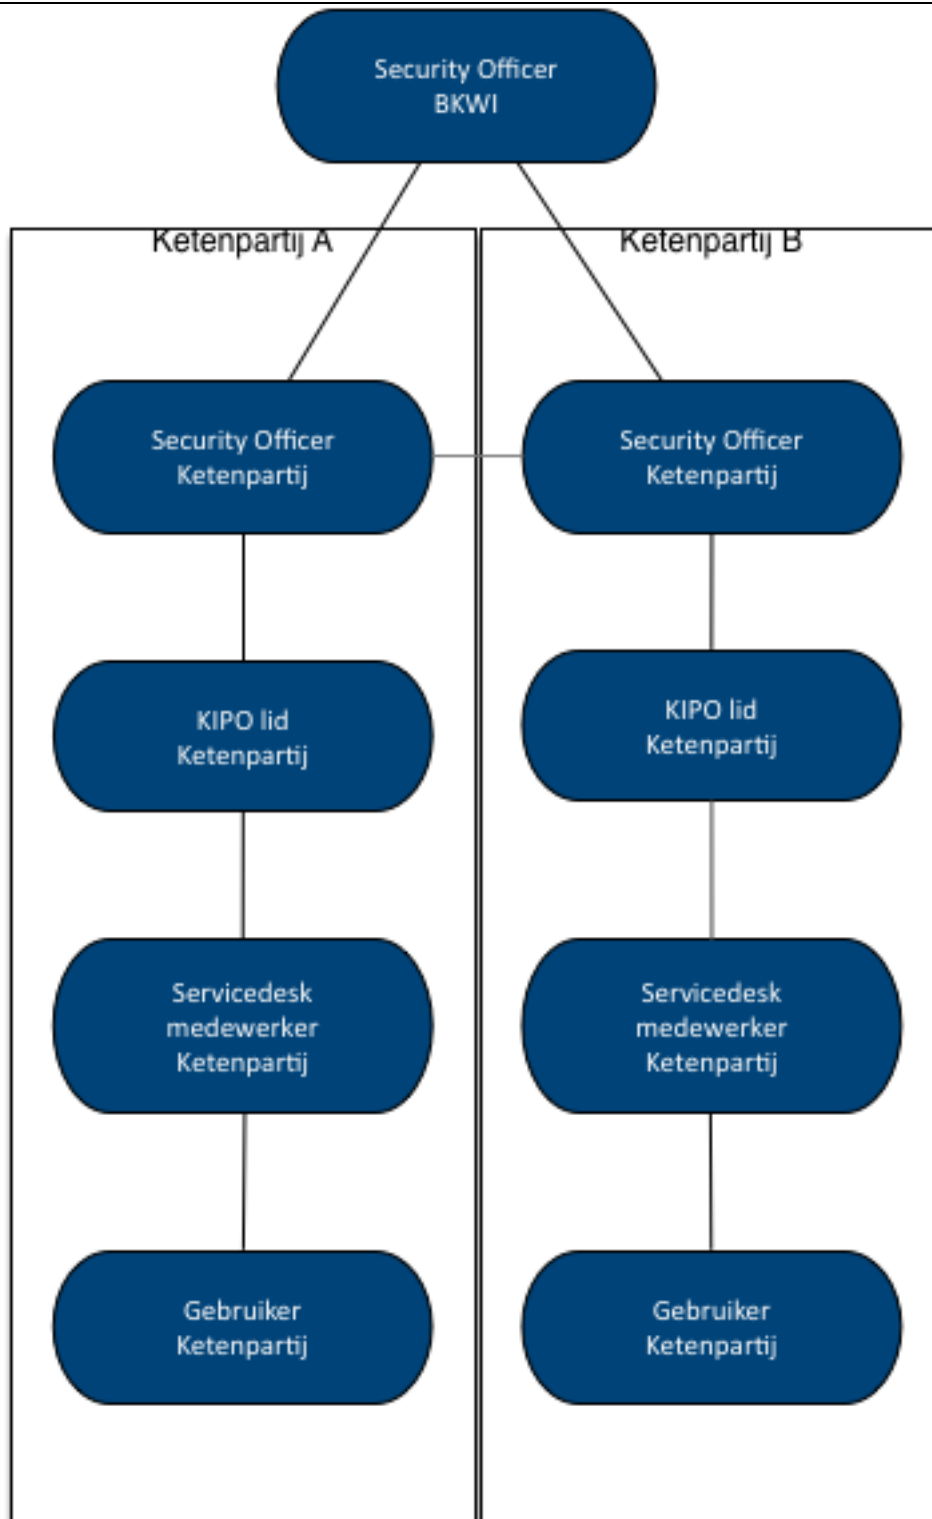 Security Officer
BKWI
Ketenpartij A
Ketenpartij B
Security Officer
Ketenpartij
Security Officer
Ketenpartij
KIPO lid
Ketenpartij
KIPO lid
Ketenpartij
Servicedesk
medewerker
Ketenpartij
Servicedesk
medewerker
Ketenpartij
Gebruiker
Ketenpartij
Gebruiker
Ketenpartij